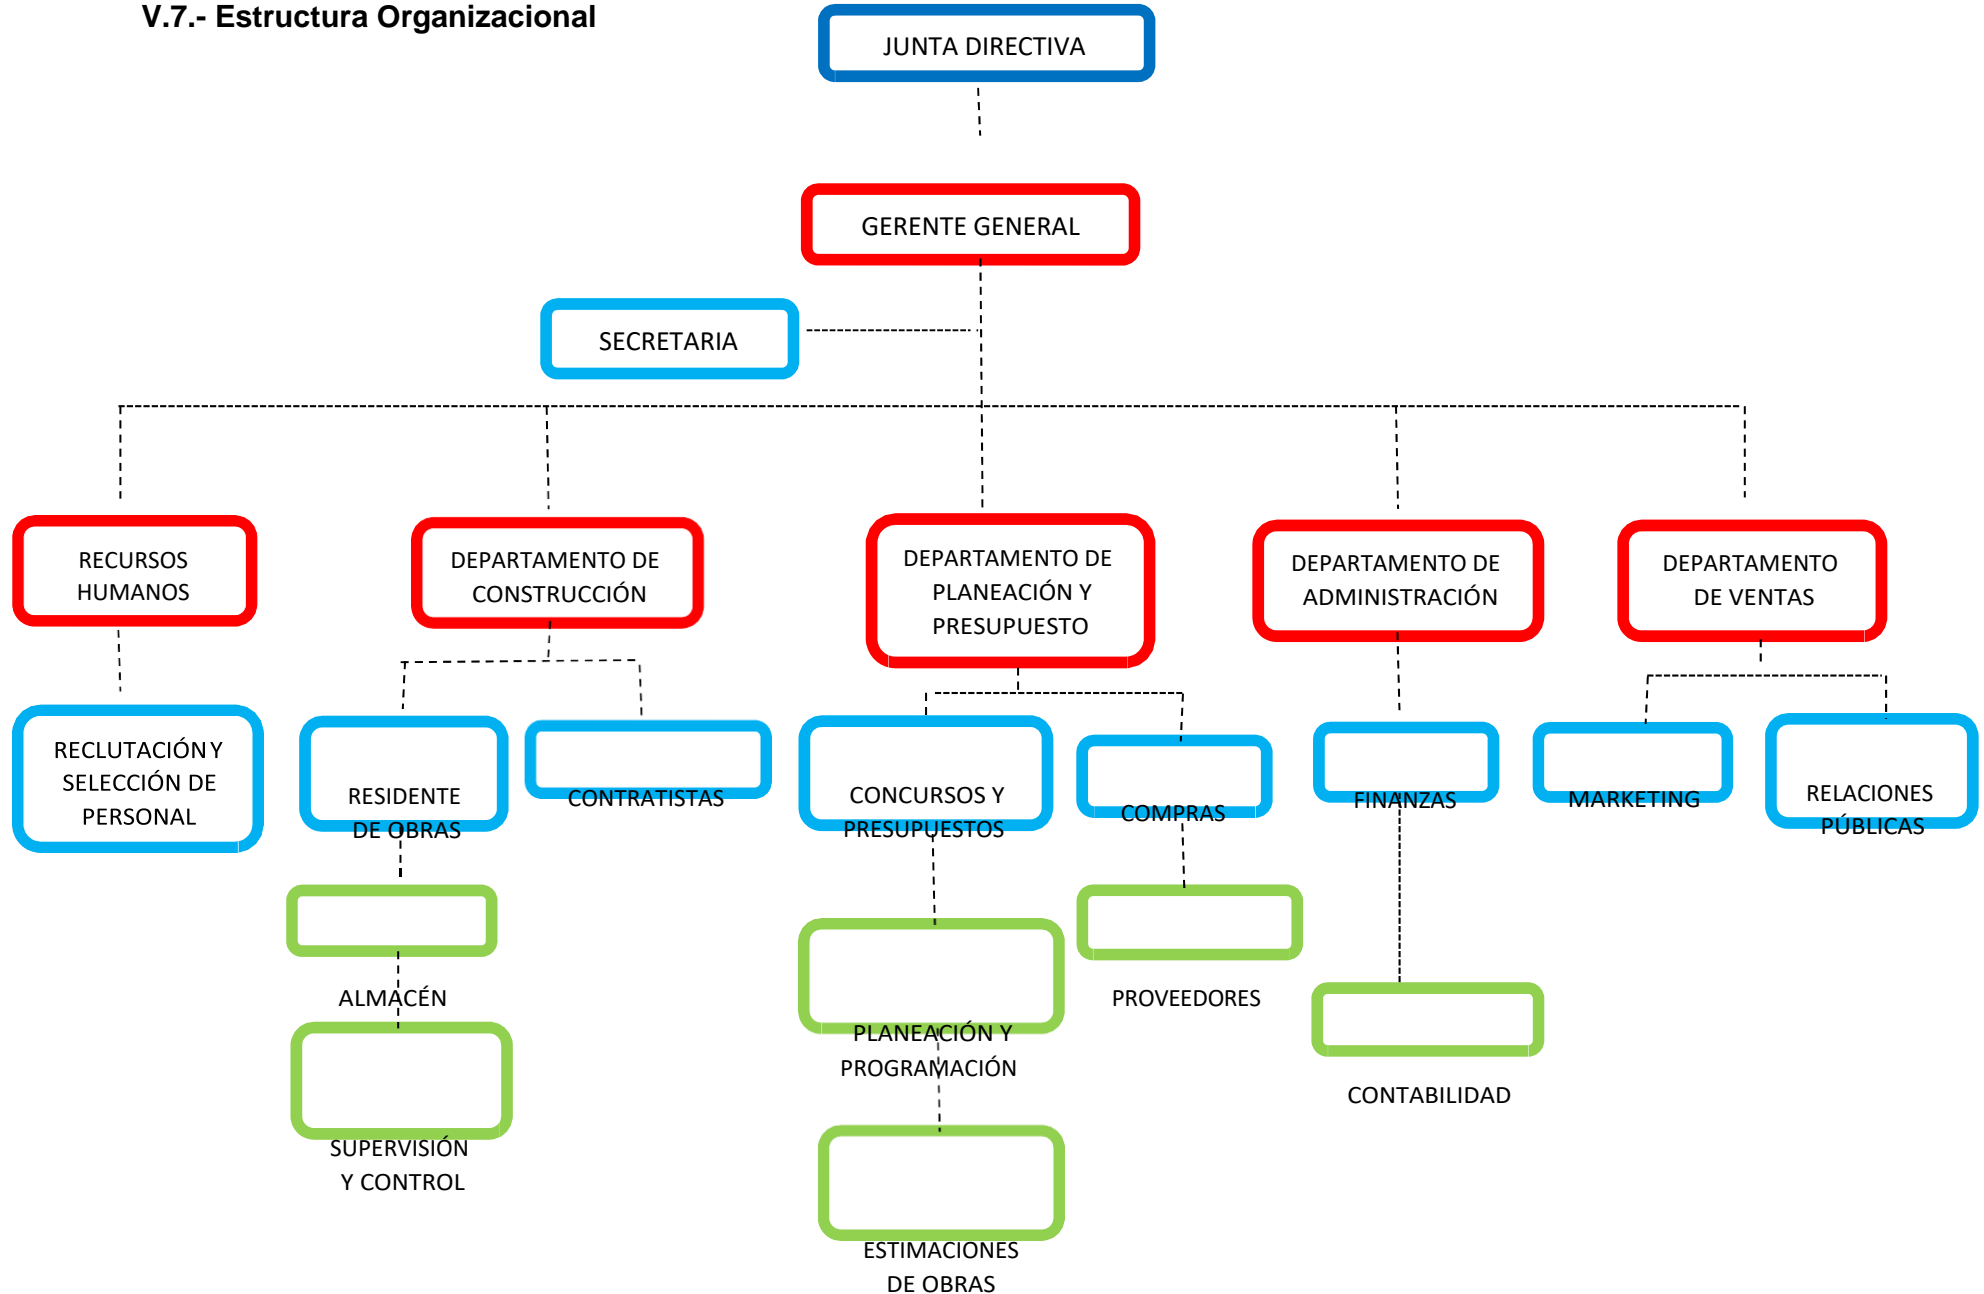 V.7.- Estructura Organizacional
JUNTA DIRECTIVA
GERENTE GENERAL
SECRETARIA
RECURSOS
HUMANOS
DEPARTAMENTO DE
CONSTRUCCIÓN
DEPARTAMENTO DE
PLANEACIÓN Y
PRESUPUESTO
DEPARTAMENTO DE
ADMINISTRACIÓN
DEPARTAMENTO
DE VENTAS
RECLUTACIÓN Y
SELECCIÓN DE
PERSONAL
RESIDENTE
DE OBRAS
CONTRATISTAS
CONCURSOS Y
PRESUPUESTOS
COMPRAS
FINANZAS
MARKETING
RELACIONES
PÚBLICAS
ALMACÉN
PLANEACIÓN Y
PROGRAMACIÓN
PROVEEDORES
CONTABILIDAD
SUPERVISIÓN
Y CONTROL
ESTIMACIONES
DE OBRAS